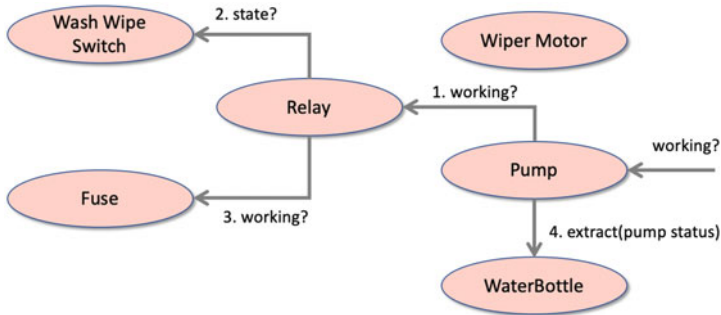 2. state?
Wash Wipe
Switch
Wiper Motor
1. working?
Relay
working?
Pump
Fuse
3. working?
4. extract(pump status)
WaterBottle